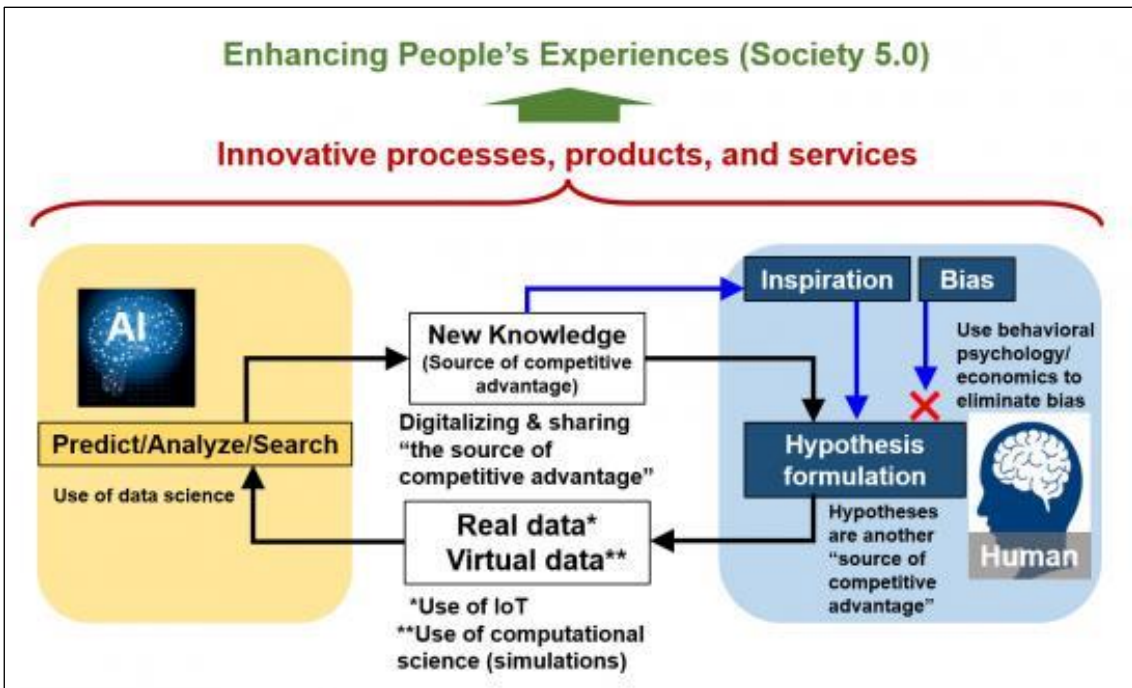 Enhancing People's Experiences (Society 5.0)
Innovative processes, products, and services
AI
Predict/Analyze/Search
Use of data science
New Knowledge
(Source of competitive
advantage)
Digitalizing & sharing
“the source of
competitive advantage”
Real data*
Virtual data**
*Use of IoT
**Use of computational
science (simulations)
Inspiration
Bias
Use behavioral
psychology/
economics to
eliminate bias
Hypothesis
formulation
Hypotheses
are another
“source of
competitive
advantage”
Human